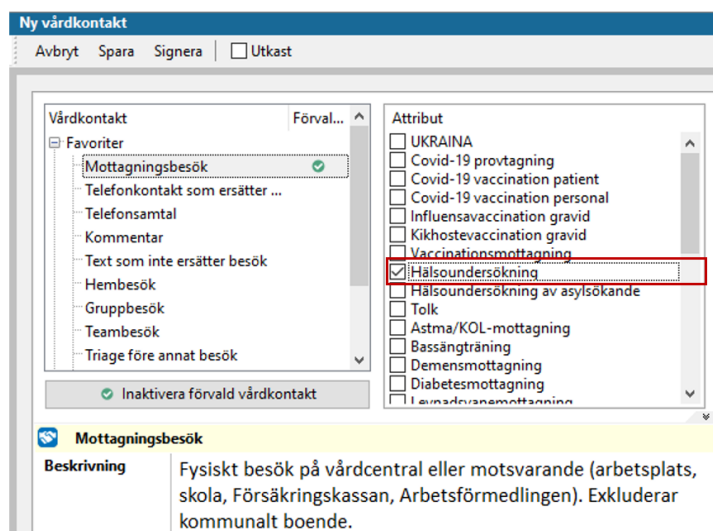 Ny vårdkontakt
Avbryt Spara Signera Utkast
Vårdkontakt Förval...
Favoriter
Mottagningsbesök
Telefonkontakt som ersätter ...
Telefonsamtal
Kommentar
Text som inte ersätter besök
Hembesök
Gruppbesök
Teambesök
Triage före annat besök
Inaktivera förvald vårdkontakt
Attribut
UKRAINA
Covid-19 provtagning
Covid-19 vaccination patient
Covid-19 vaccination personal
Influensavaccination gravid
Kikhostevaccination gravid
Vaccinationsmottagning
Hälsoundersökning
Hälsoundersökning av asylsökande
Tolk
Astma/KOL-mottagning
Bassängträning
Demensmottagning
Diabetesmottagning
Levnadsvanemottagning
Mottagningsbesök
Beskrivning
Fysiskt besök på vårdcentral eller motsvarande (arbetsplats,
skola, Försäkringskassan, Arbetsförmedlingen). Exkluderar
kommunalt boende.